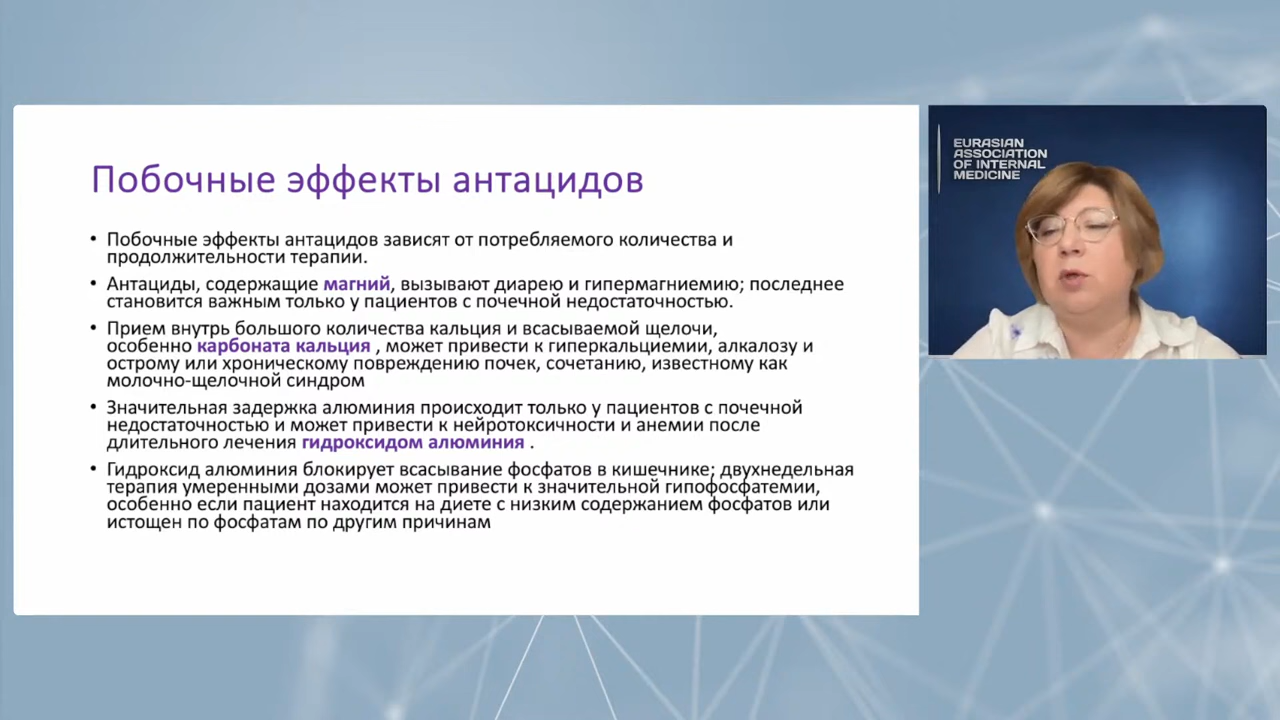 Побочные эффекты антацидов
• Побочные эффекты антацидов зависят от потребляемого количества и
продолжительности терапии.
• Антациды, содержащие магний, вызывают диарею и гипермагниемию; последнее
становится важным только у пациентов с почечной недостаточностью.
• Прием внутрь большого количества кальция и всасываемой щелочи,
особенно карбоната кальция , может привести к гиперкальциемии, алкалозу и
острому или хроническому повреждению почек, сочетанию, известному как
молочно-щелочной синдром
• Значительная задержка алюминия происходит только у пациентов с почечной
недостаточностью и может привести к нейротоксичности и анемии после
длительного лечения гидроксидом алюминия .
• Гидроксид алюминия блокирует всасывание фосфатов в кишечнике; двухнедельная
терапия умеренными дозами может привести к значительной гипофосфатемии,
особенно если пациент находится на диете с низким содержанием фосфатов или
истощен по фосфатам по другим причинам
EURASIAN
ASSOCIATION
OF INTERNAL
MEDICINE